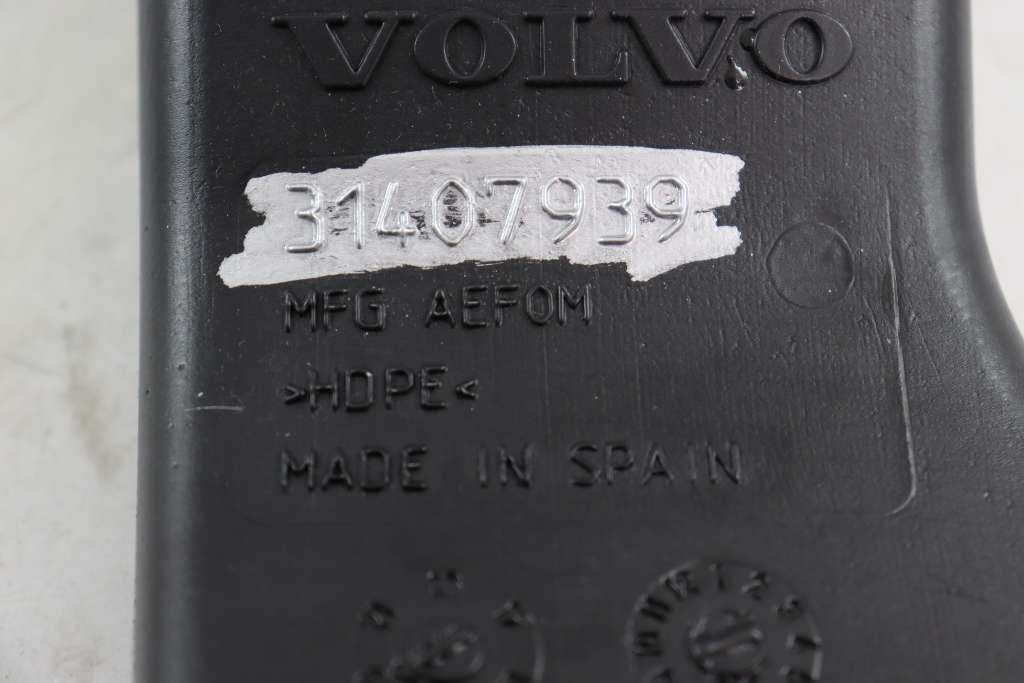 VOLVO
31407939
MFG AEFOM
>HDPE<
MADE IN SPAIN